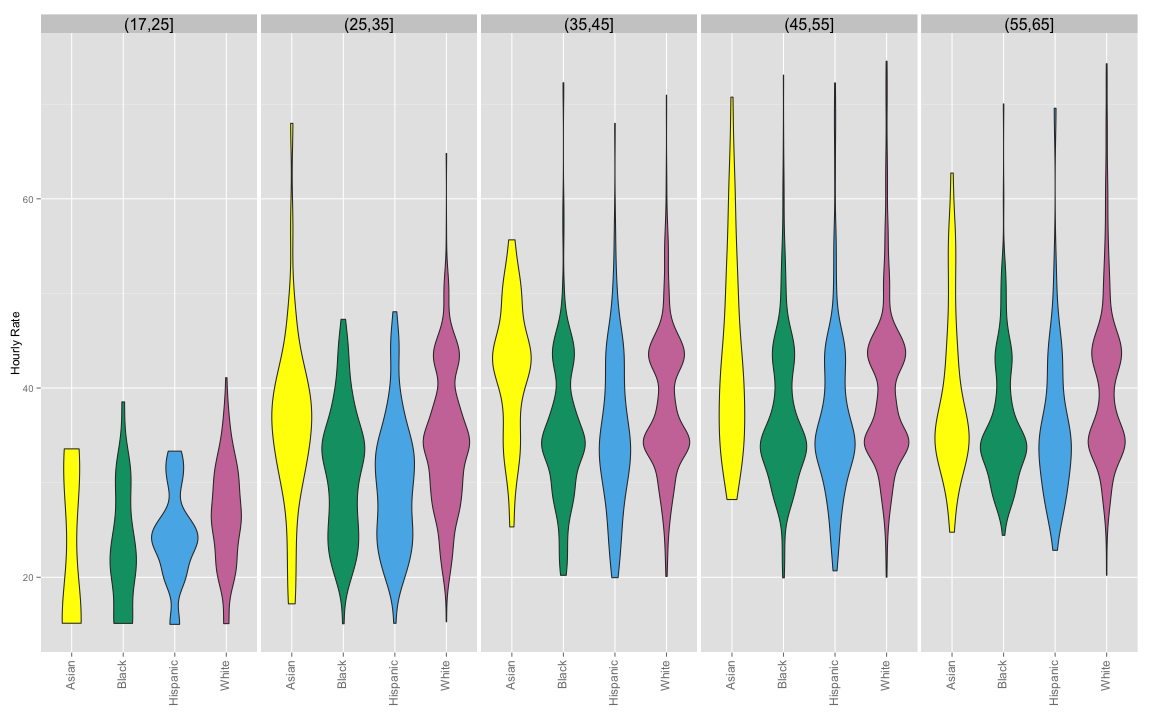 (17,25] (25,35] (35,45] (45,55] (55,65]
Hourly Rate
60
40
20
Asian Black Hispanic White Asian Black Hispanic White Asian Black Hispanic White Asian Black Hispanic White Asian Black Hispanic White